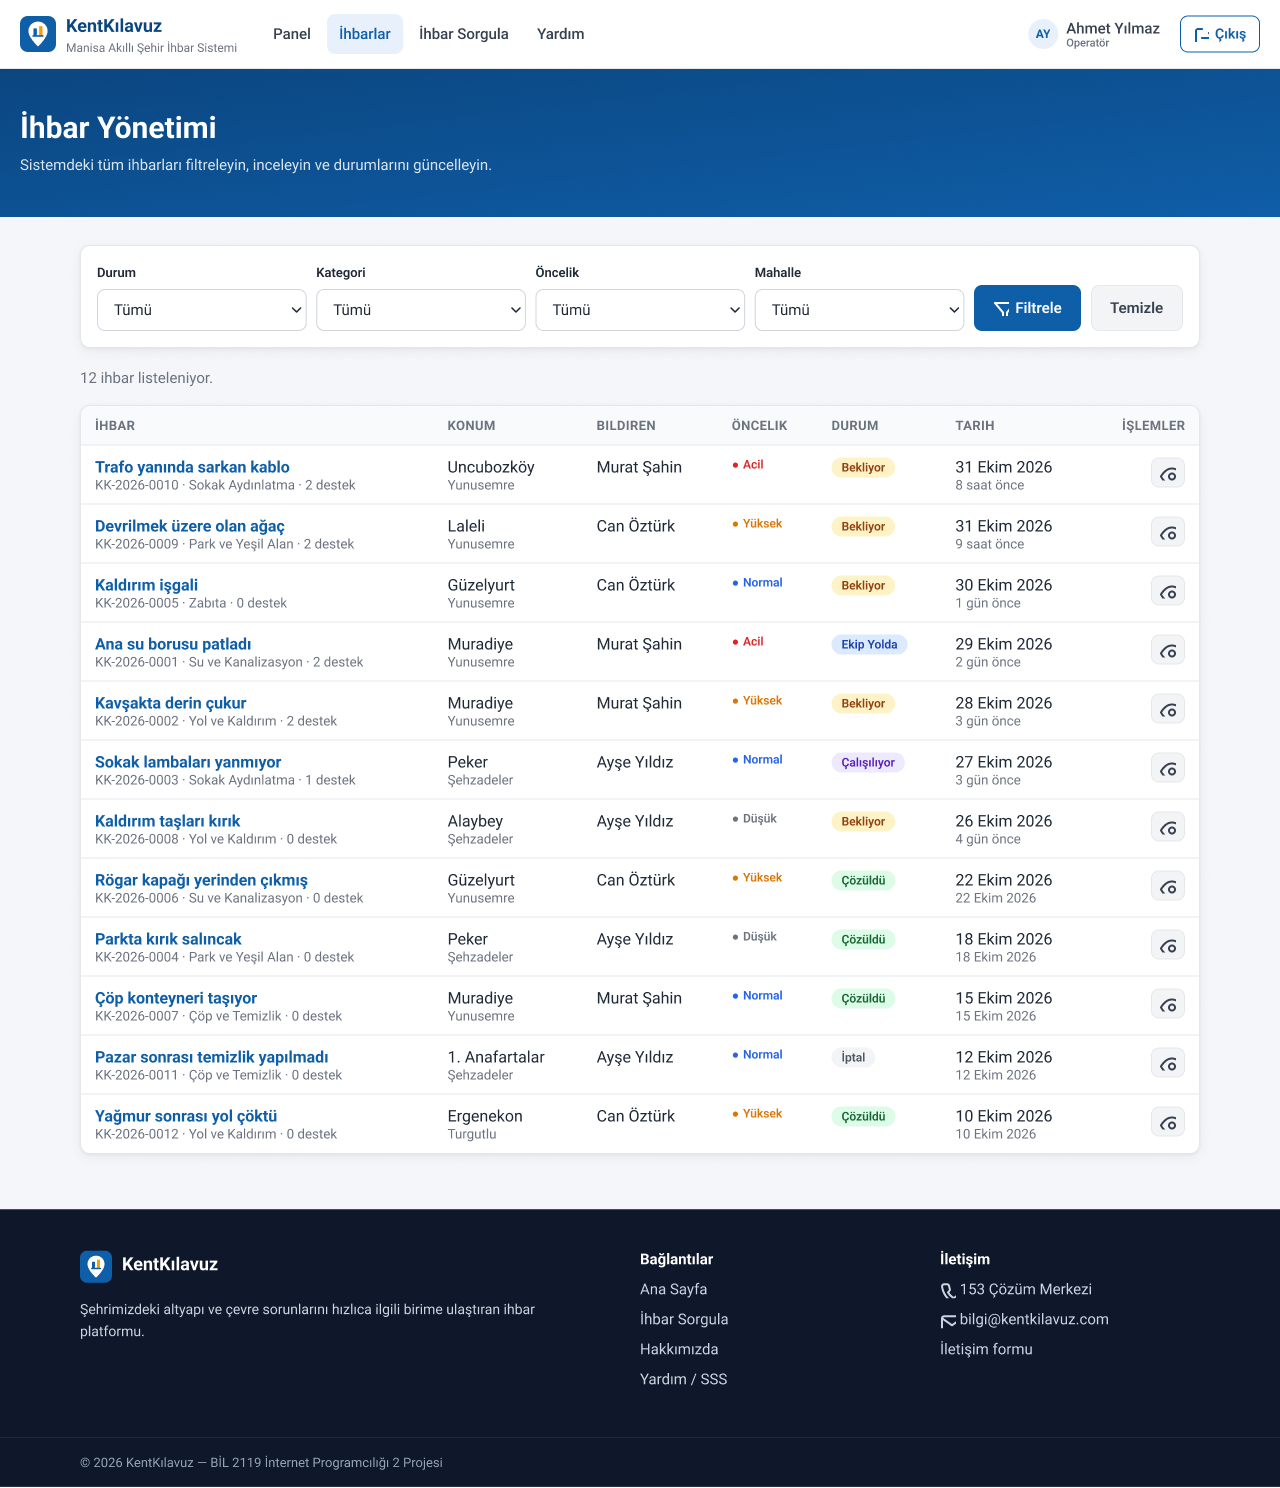 KentKılavuz
Manisa Akıllı Şehir İhbar Sistemi
Panel
İhbarlar
İhbar Sorgula
Yardım
AY
Ahmet Yılmaz
Operatör
Çıkış
İhbar Yönetimi
Sistemdeki tüm ihbarları filtreleyin, inceleyin ve durumlarını güncelleyin.
Durum
Kategori
Öncelik
Mahalle
Tümü
Tümü
Tümü
Tümü
Filtrele
Temizle
12 ihbar listeleniyor.
İHBAR KONUM BILDIREN ÖNCELIK DURUM TARIH İŞLEMLER
Trafo yanında sarkan kablo Uncubozköy Murat Şahin • Acil Bekliyor 31 Ekim 2026
KK-2026-0010 · Sokak Aydınlatma · 2 destek Yunusemre 8 saat önce
Devrilmek üzere olan ağaç Laleli Can Öztürk • Yüksek Bekliyor 31 Ekim 2026
KK-2026-0009 · Park ve Yeşil Alan · 2 destek Yunusemre 9 saat önce
Kaldırım işgali Güzelyurt Can Öztürk • Normal Bekliyor 30 Ekim 2026
KK-2026-0005 · Zabıta · 0 destek Yunusemre 1 gün önce
Ana su borusu patladı Muradiye Murat Şahin • Acil Ekip Yolda 29 Ekim 2026
KK-2026-0001 · Su ve Kanalizasyon · 2 destek Yunusemre 2 gün önce
Kavşakta derin çukur Muradiye Murat Şahin • Yüksek Bekliyor 28 Ekim 2026
KK-2026-0002 · Yol ve Kaldırım · 2 destek Yunusemre 3 gün önce
Sokak lambaları yanmıyor Peker Ayşe Yıldız • Normal Çalışılıyor 27 Ekim 2026
KK-2026-0003 · Sokak Aydınlatma · 1 destek Şehzadeler 3 gün önce
Kaldırım taşları kırık Alaybey Ayşe Yıldız • Düşük Bekliyor 26 Ekim 2026
KK-2026-0008 · Yol ve Kaldırım · 0 destek Şehzadeler 4 gün önce
Rögar kapağı yerinden çıkmış Güzelyurt Can Öztürk • Yüksek Çözüldü 22 Ekim 2026
KK-2026-0006 · Su ve Kanalizasyon · 0 destek Yunusemre 22 Ekim 2026
Parkta kırık salıncak Peker Ayşe Yıldız • Düşük Çözüldü 18 Ekim 2026
KK-2026-0004 · Park ve Yeşil Alan · 0 destek Şehzadeler 18 Ekim 2026
Çöp konteyneri taşıyor Muradiye Murat Şahin • Normal Çözüldü 15 Ekim 2026
KK-2026-0007 · Çöp ve Temizlik · 0 destek Yunusemre 15 Ekim 2026
Pazar sonrası temizlik yapılmadı 1. Anafartalar Ayşe Yıldız • Normal İptal 12 Ekim 2026
KK-2026-0011 · Çöp ve Temizlik · 0 destek Şehzadeler 12 Ekim 2026
Yağmur sonrası yol çöktü Ergenekon Can Öztürk • Yüksek Çözüldü 10 Ekim 2026
KK-2026-0012 · Yol ve Kaldırım · 0 destek Turgutlu 10 Ekim 2026
KentKılavuz
Şehrimizdeki altyapı ve çevre sorunlarını hızlıca ilgili birime ulaştıran ihbar
platformu.
Bağlantılar
Ana Sayfa
İhbar Sorgula
Hakkımızda
Yardım / SSS
İletişim
153 Çözüm Merkezi
bilgi@kentkilavuz.com
İletişim formu
© 2026 KentKılavuz — BİL 2119 İnternet Programcılığı 2 Projesi